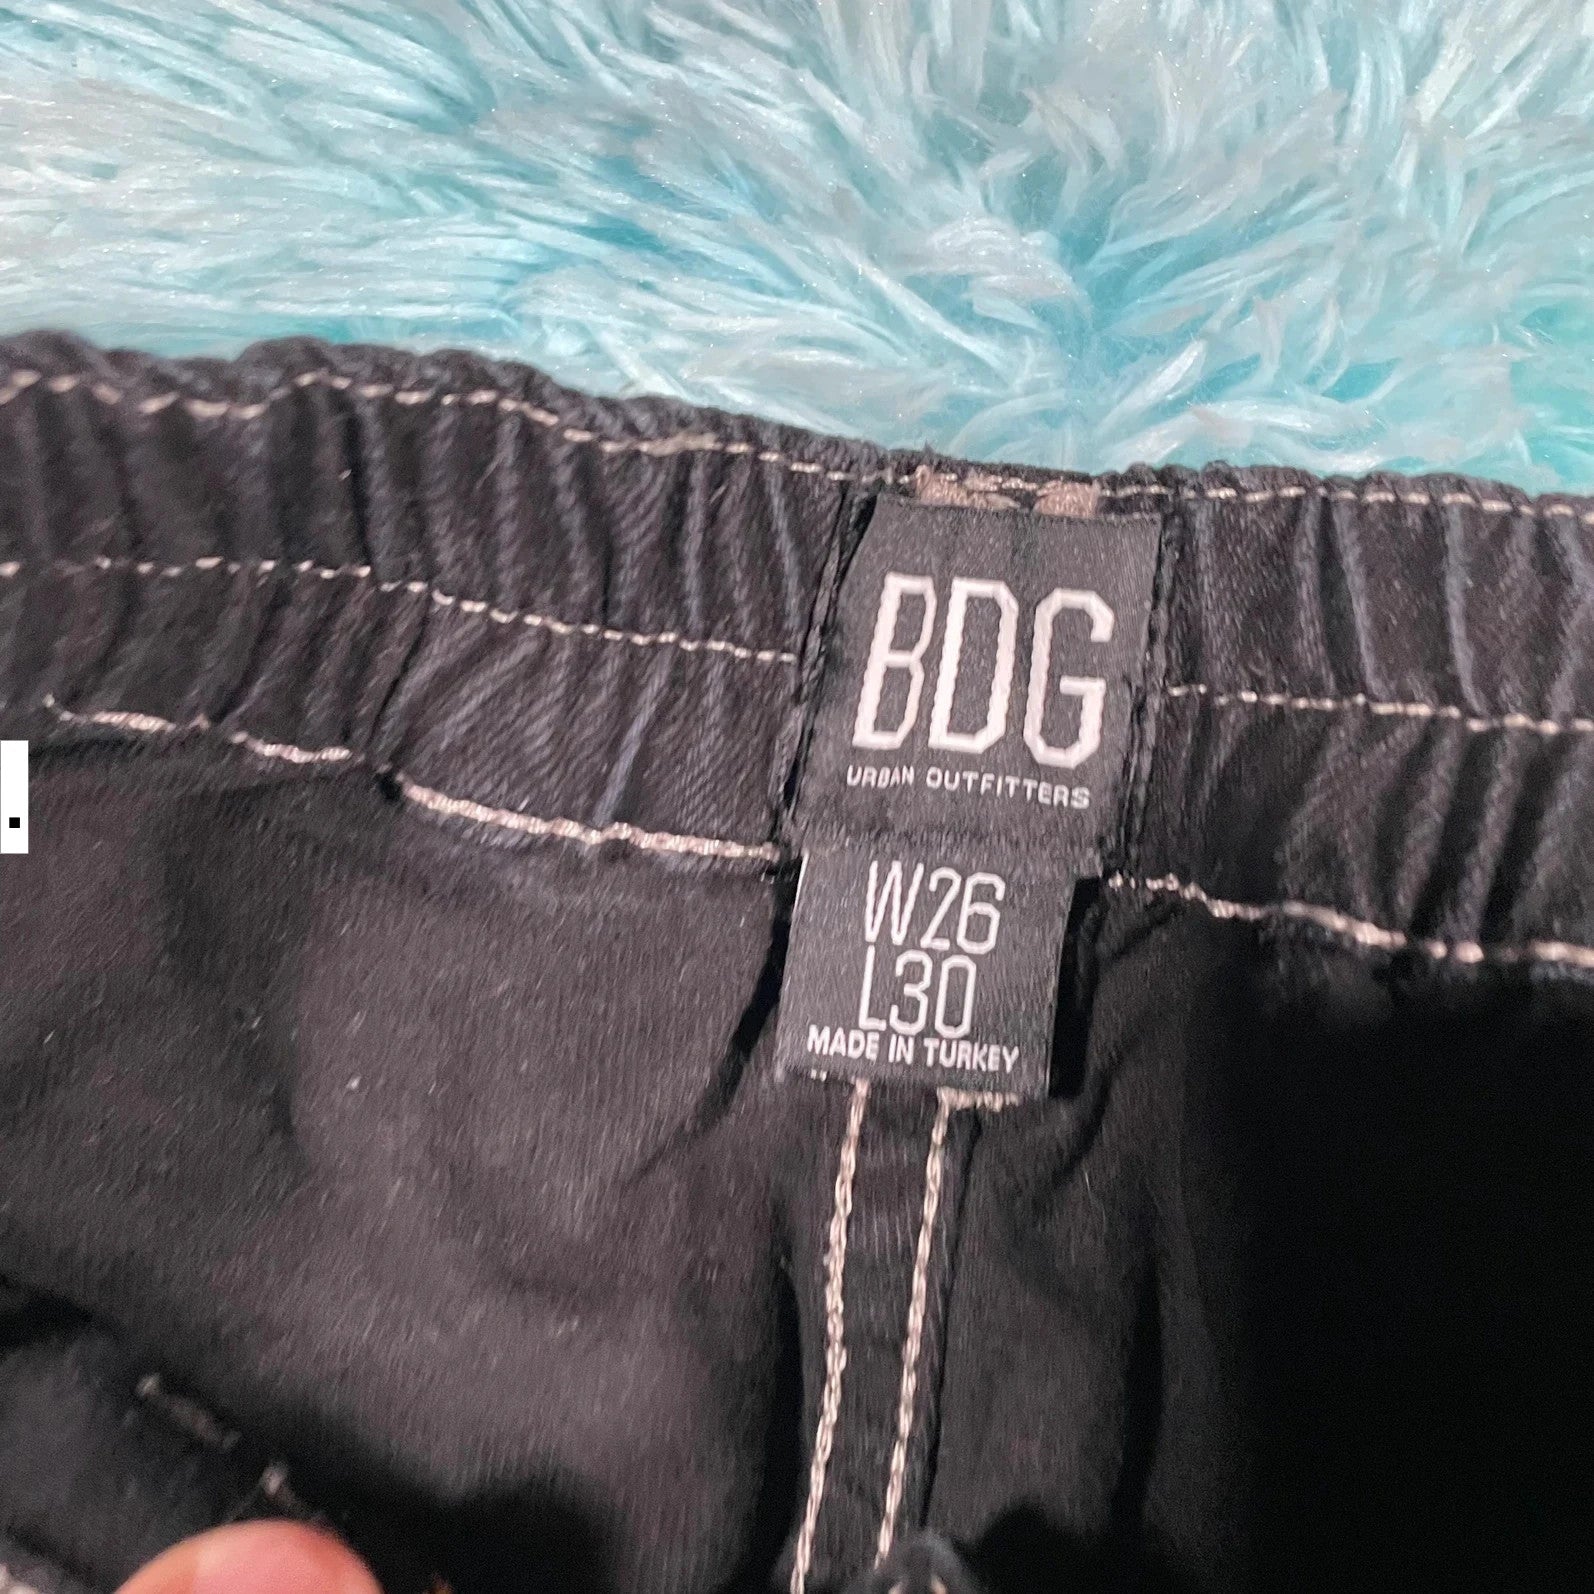 BDG
URBAN OUTFITTERS
W26
L30
MADE IN TURKEY
.